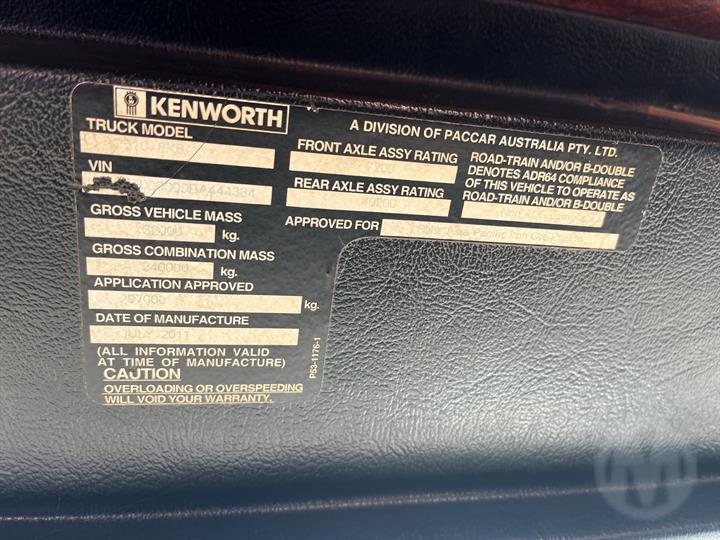 KENWORTH
A DIVISION OF PACCAR AUSTRALIA PTY. LTD.
TRUCK MODEL
VIN
GROSS VEHICLE MASS
kg.
GROSS COMBINATION MASS
240000 kg.
APPLICATION APPROVED
297000 kg.
DATE OF MANUFACTURE
JULY 2011
(ALL INFORMATION VALID
AT TIME OF MANUFACTURE)
CAUTION
OVERLOADING OR OVERSPEEDING
WILL VOID YOUR WARRANTY.
FRONT AXLE ASSY RATING
REAR AXLE ASSY RATING
APPROVED FOR
ROAD-TRAIN AND/OR B-DOUBLE
DENOTES ADR64 COMPLIANCE
OF THIS VEHICLE TO OPERATE AS
ROAD-TRAIN AND/OR B-DOUBLE
P53-1176-1
M